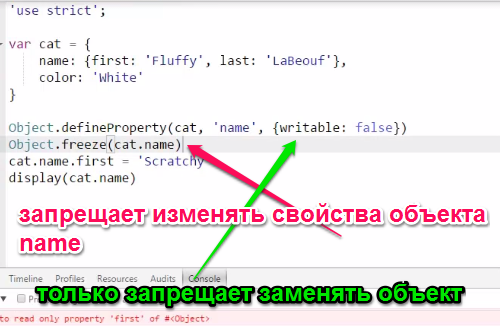 'use strict';
var cat = {
name: {first: 'Fluffy', last: 'LaBeouf'},
color: 'White'
}
Object.defineProperty(cat, 'name', {writable: false})
Object.freeze(cat.name)
cat.name.first = 'Scratchy
display(cat.name)
запрещает изменять свойства объекта
name
Timeline Profiles Resources Audits Console
только запрещает заменять объект
to read only property 'first' of #<Object>